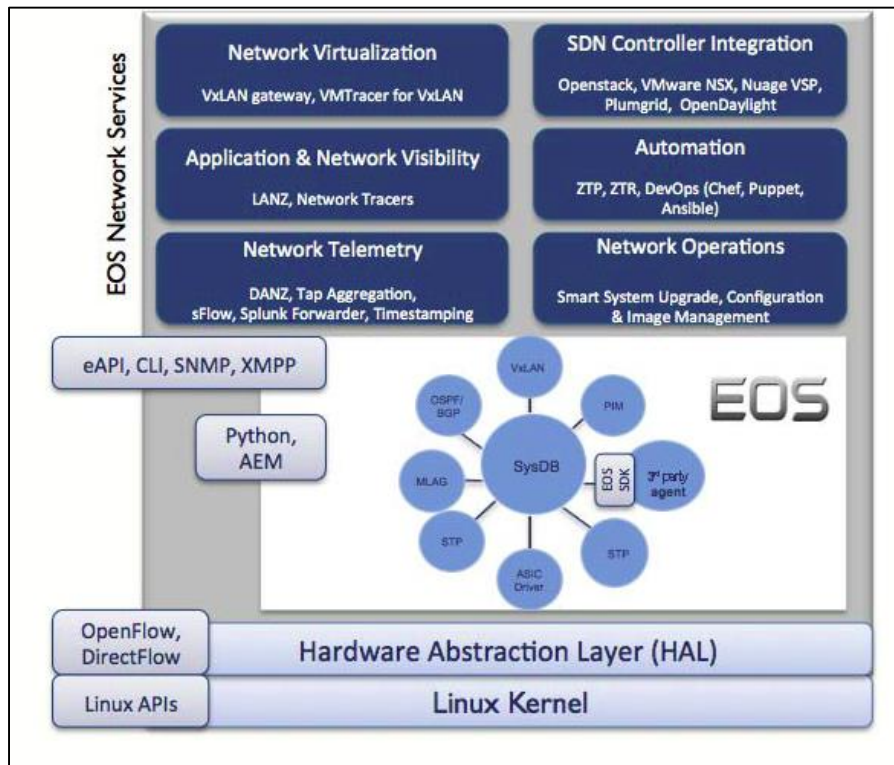 EOS Network Services
Network Virtualization
VxLAN gateway, VMTracer for VxLAN
SDN Controller Integration
Openstack, VMware NSX, Nuage VSP,
Plumgrid, OpenDaylight
Application & Network Visibility
LANZ, Network Tracers
Automation
ZTP, ZTR, DevOps (Chef, Puppet,
Ansible)
Network Telemetry
DANZ, Tap Aggregation,
sFlow, Splunk Forwarder, Timestamping
Network Operations
Smart System Upgrade, Configuration
& Image Management
eAPI, CLI, SNMP, XMPP
Python,
AEM
EOS
VxLAN
OSPF/
BGP
PIM
SysDB
MLAG
EOS
SDK
3rd party
agent
STP
STP
ASIC
Driver
OpenFlow,
DirectFlow
Hardware Abstraction Layer (HAL)
Linux APIs
Linux Kernel